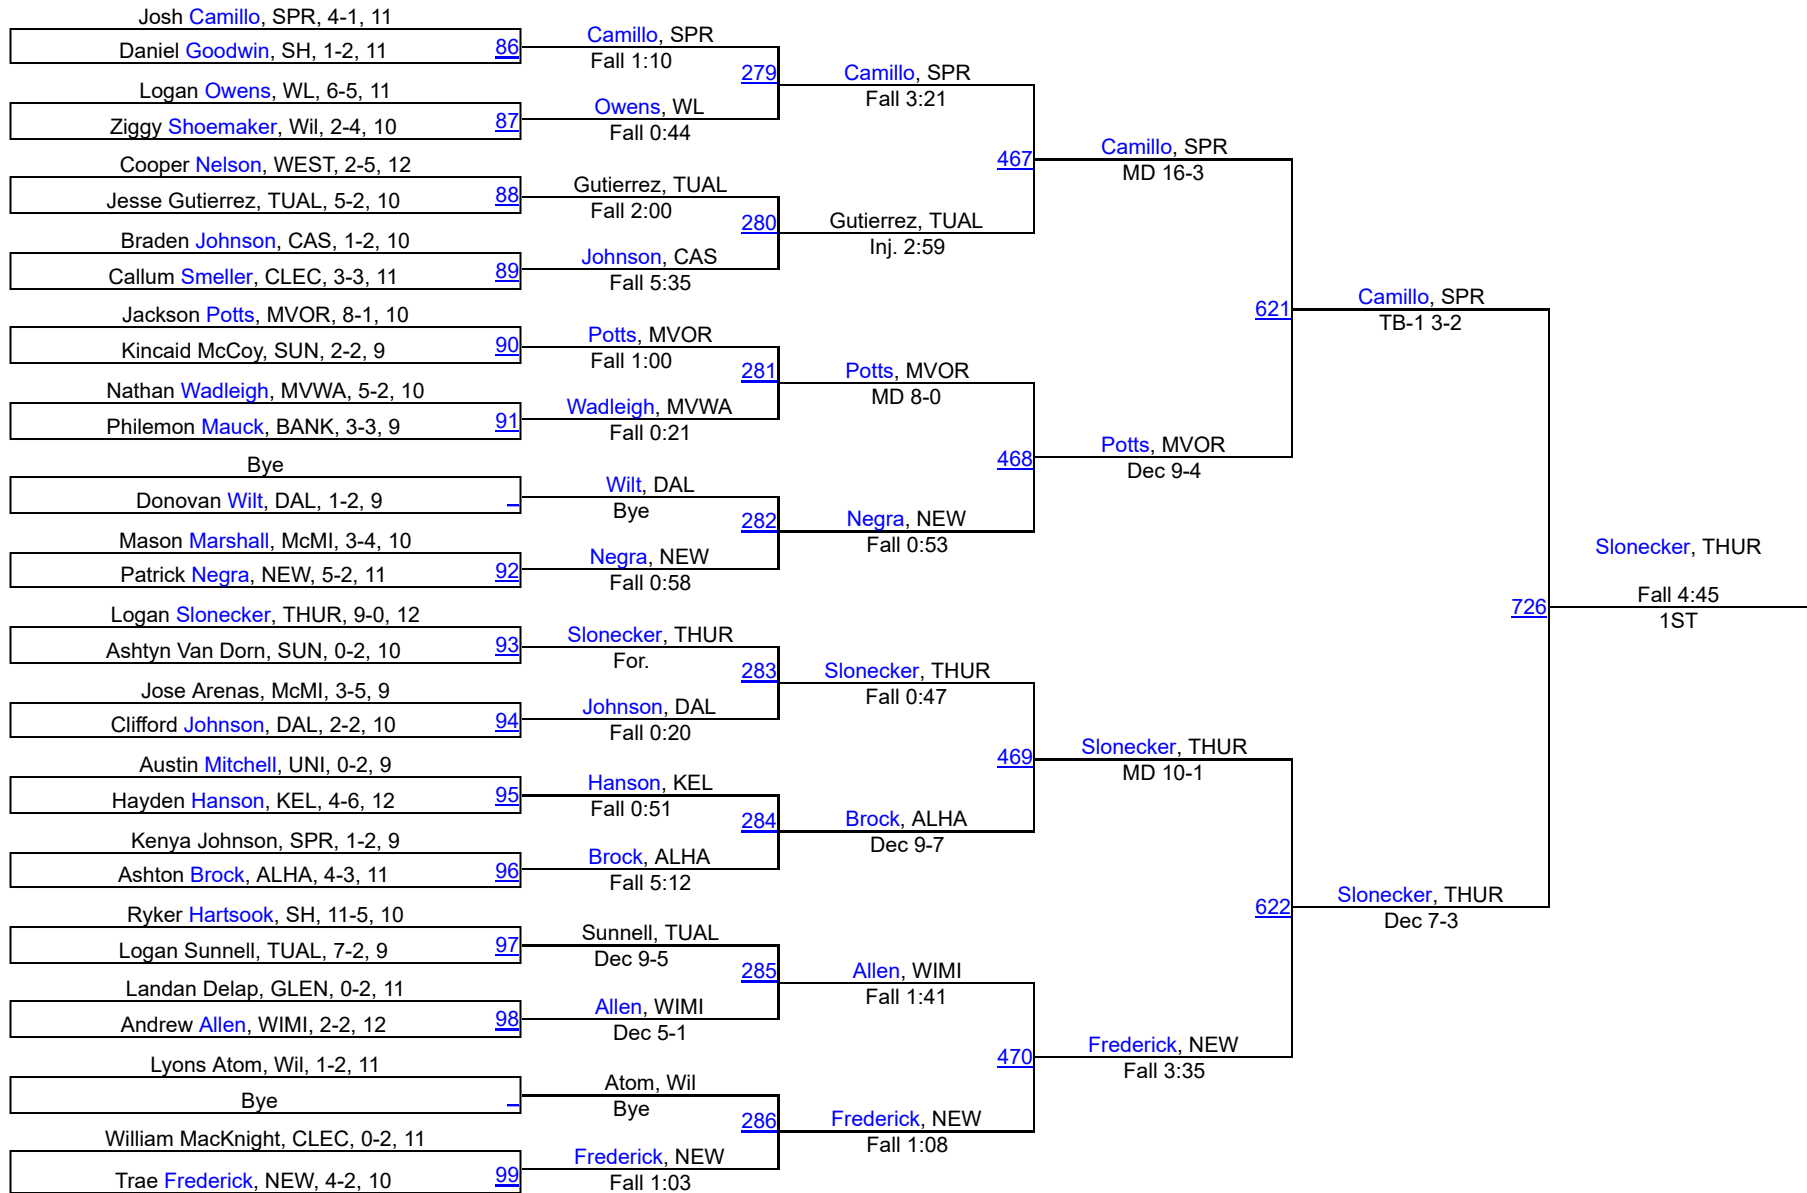 Josh Camillo, SPR, 4-1, 11
Daniel Goodwin, SH, 1-2, 11
86
Logan Owens, WL, 6-5, 11
Ziggy Shoemaker, Wil, 2-4, 10
87
Cooper Nelson, WEST, 2-5, 12
Jesse Gutierrez, TUAL, 5-2, 10
88
Braden Johnson, CAS, 1-2, 10
Callum Smeller, CLEC, 3-3, 11
89
Jackson Potts, MVOR, 8-1, 10
Kincaid McCoy, SUN, 2-2, 9
90
Nathan Wadleigh, MVWA, 5-2, 10
Philemon Mauck, BANK, 3-3, 9
91
Bye
Donovan Wilt, DAL, 1-2, 9
_
Mason Marshall, McMI, 3-4, 10
Patrick Negra, NEW, 5-2, 11
92
Logan Slonecker, THUR, 9-0, 12
Ashtyn Van Dorn, SUN, 0-2, 10
93
Jose Arenas, McMI, 3-5, 9
Clifford Johnson, DAL, 2-2, 10
94
Austin Mitchell, UNI, 0-2, 9
Hayden Hanson, KEL, 4-6, 12
95
Kenya Johnson, SPR, 1-2, 9
Ashton Brock, ALHA, 4-3, 11
96
Ryker Hartsook, SH, 11-5, 10
Logan Sunnell, TUAL, 7-2, 9
97
Landan Delap, GLEN, 0-2, 11
Andrew Allen, WIMI, 2-2, 12
98
Lyons Atom, Wil, 1-2, 11
Bye
_
William MacKnight, CLEC, 0-2, 11
Trae Frederick, NEW, 4-2, 10
99
Camillo, SPR
Fall 1:10
279
Owens, WL
Fall 0:44
Gutierrez, TUAL
Fall 2:00
280
Johnson, CAS
Fall 5:35
Potts, MVOR
Fall 1:00
281
Wadleigh, MVWA
Fall 0:21
Wilt, DAL
Bye
282
Negra, NEW
Fall 0:58
Slonecker, THUR
For.
283
Johnson, DAL
Fall 0:20
Hanson, KEL
Fall 0:51
284
Brock, ALHA
Fall 5:12
Sunnell, TUAL
Dec 9-5
285
Allen, WIMI
Dec 5-1
Atom, Wil
Bye
286
Frederick, NEW
Fall 1:03
Camillo, SPR
Fall 3:21
467
Gutierrez, TUAL
Inj. 2:59
Potts, MVOR
MD 8-0
468
Negra, NEW
Fall 0:53
Slonecker, THUR
Fall 0:47
469
Brock, ALHA
Dec 9-7
Allen, WIMI
Fall 1:41
470
Frederick, NEW
Fall 1:08
Camillo, SPR
MD 16-3
621
Potts, MVOR
Dec 9-4
Slonecker, THUR
MD 10-1
622
Frederick, NEW
Fall 3:35
Camillo, SPR
TB-1 3-2
726
Slonecker, THUR
Dec 7-3
Slonecker, THUR
Fall 4:45
1ST